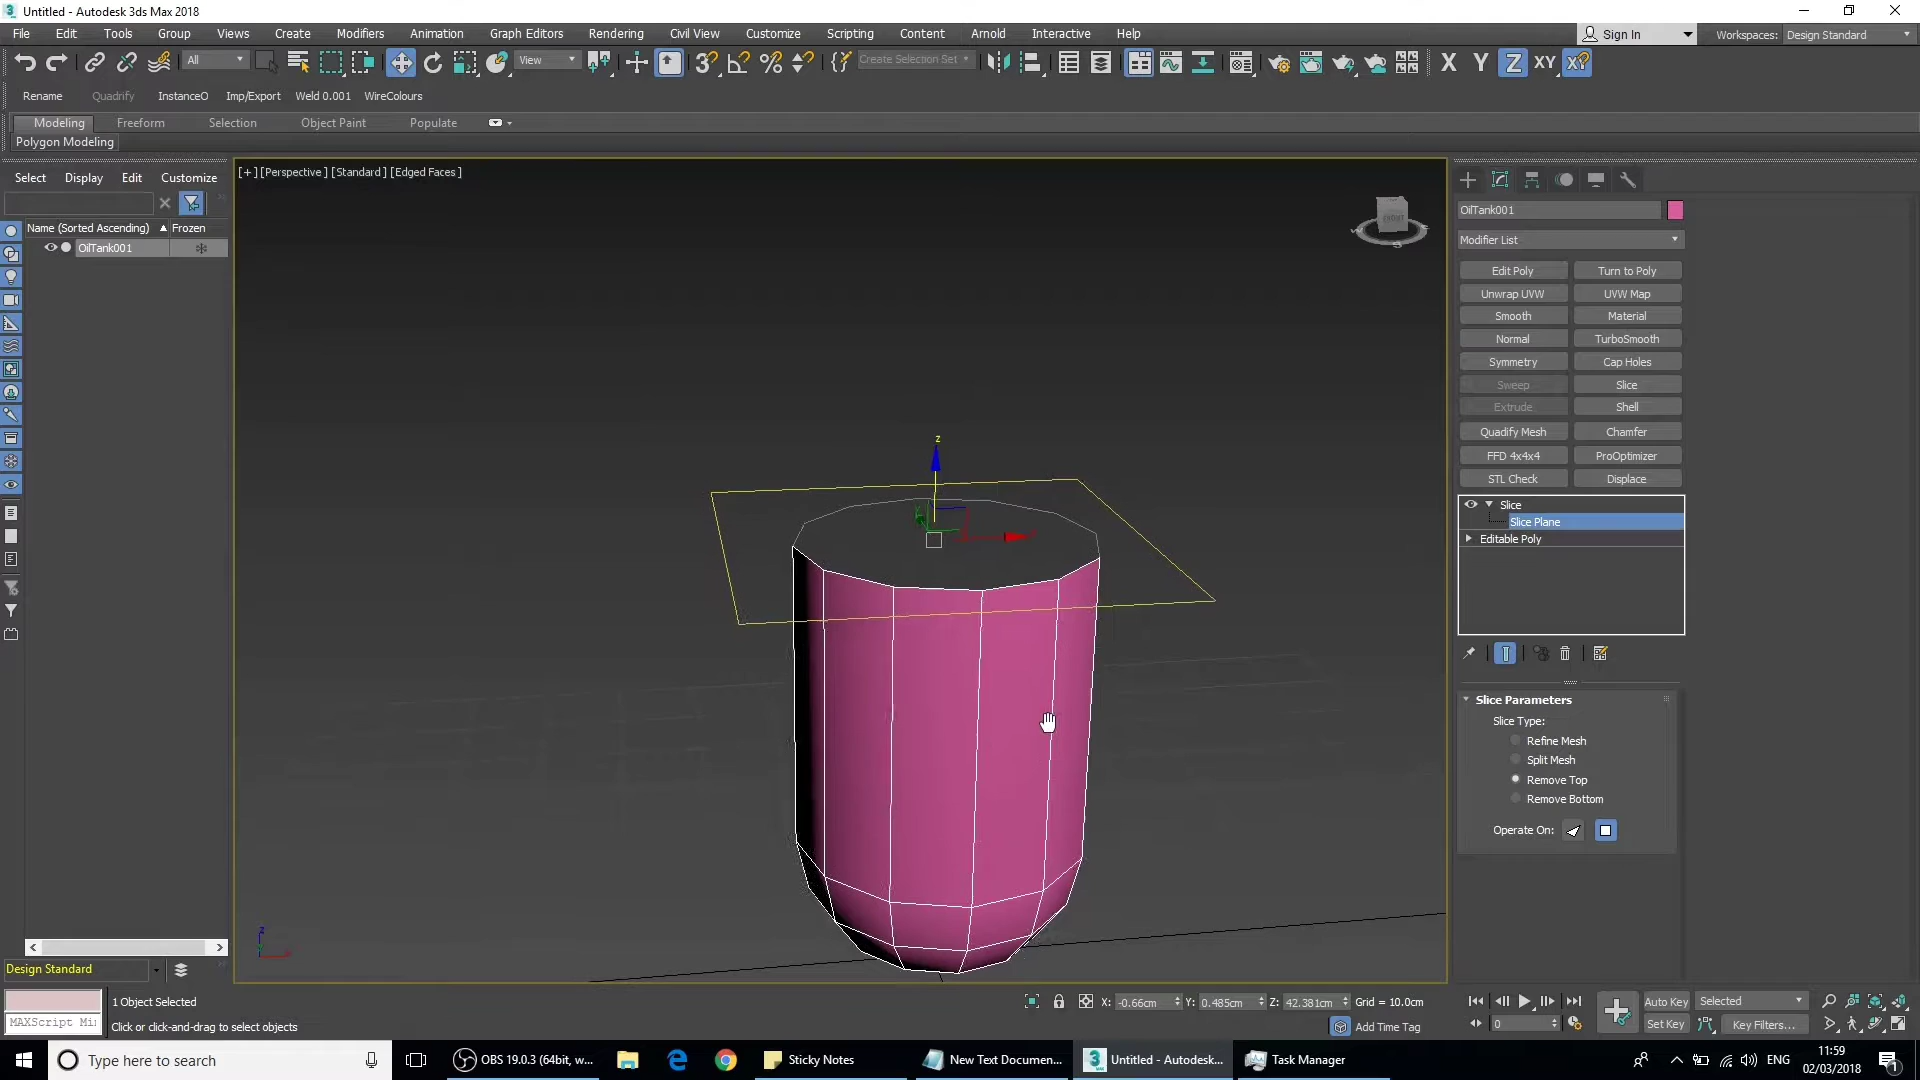 Untitled - Autodesk 3ds Max 2018
File Edit Tools Group Views Create Modifiers Animation Graph Editors Rendering Civil View Customize Scripting Content Arnold Interactive Help
Sign In Workspaces: Design Standard
All View Create Selection Set X Y Z XY XY
Rename Quadrify InstanceO Imp/Export Weld 0.001 WireColours
Modeling Freeform Selection Object Paint Populate
Polygon Modeling
Select Display Edit Customize
Name (Sorted Ascending) ▲ Frozen
OilTank001
[+] [Perspective] [Standard] [Edged Faces]
FRONT
z
OilTank001
Modifier List
Edit Poly Turn to Poly
Unwrap UVW UVW Map
Smooth Material
Normal TurboSmooth
Symmetry Cap Holes
Sweep Slice
Extrude Shell
Quadify Mesh Chamfer
FFD 4x4x4 ProOptimizer
STL Check Displace
Slice
Slice Plane
Editable Poly
Slice Parameters
Slice Type:
Refine Mesh
Split Mesh
Remove Top
Remove Bottom
Operate On:
z
Design Standard
1 Object Selected
X: -0.66cm Y: 0.485cm Z: 42.381cm Grid = 10.0cm
Auto Key Selected
MAXScript Mi
Click or click-and-drag to select objects
Add Time Tag
0
Set Key Key Filters...
Type here to search
OBS 19.0.3 (64bit, w...
Sticky Notes
New Text Documen...
Untitled - Autodesk...
Task Manager
ENG
11:59
02/03/2018